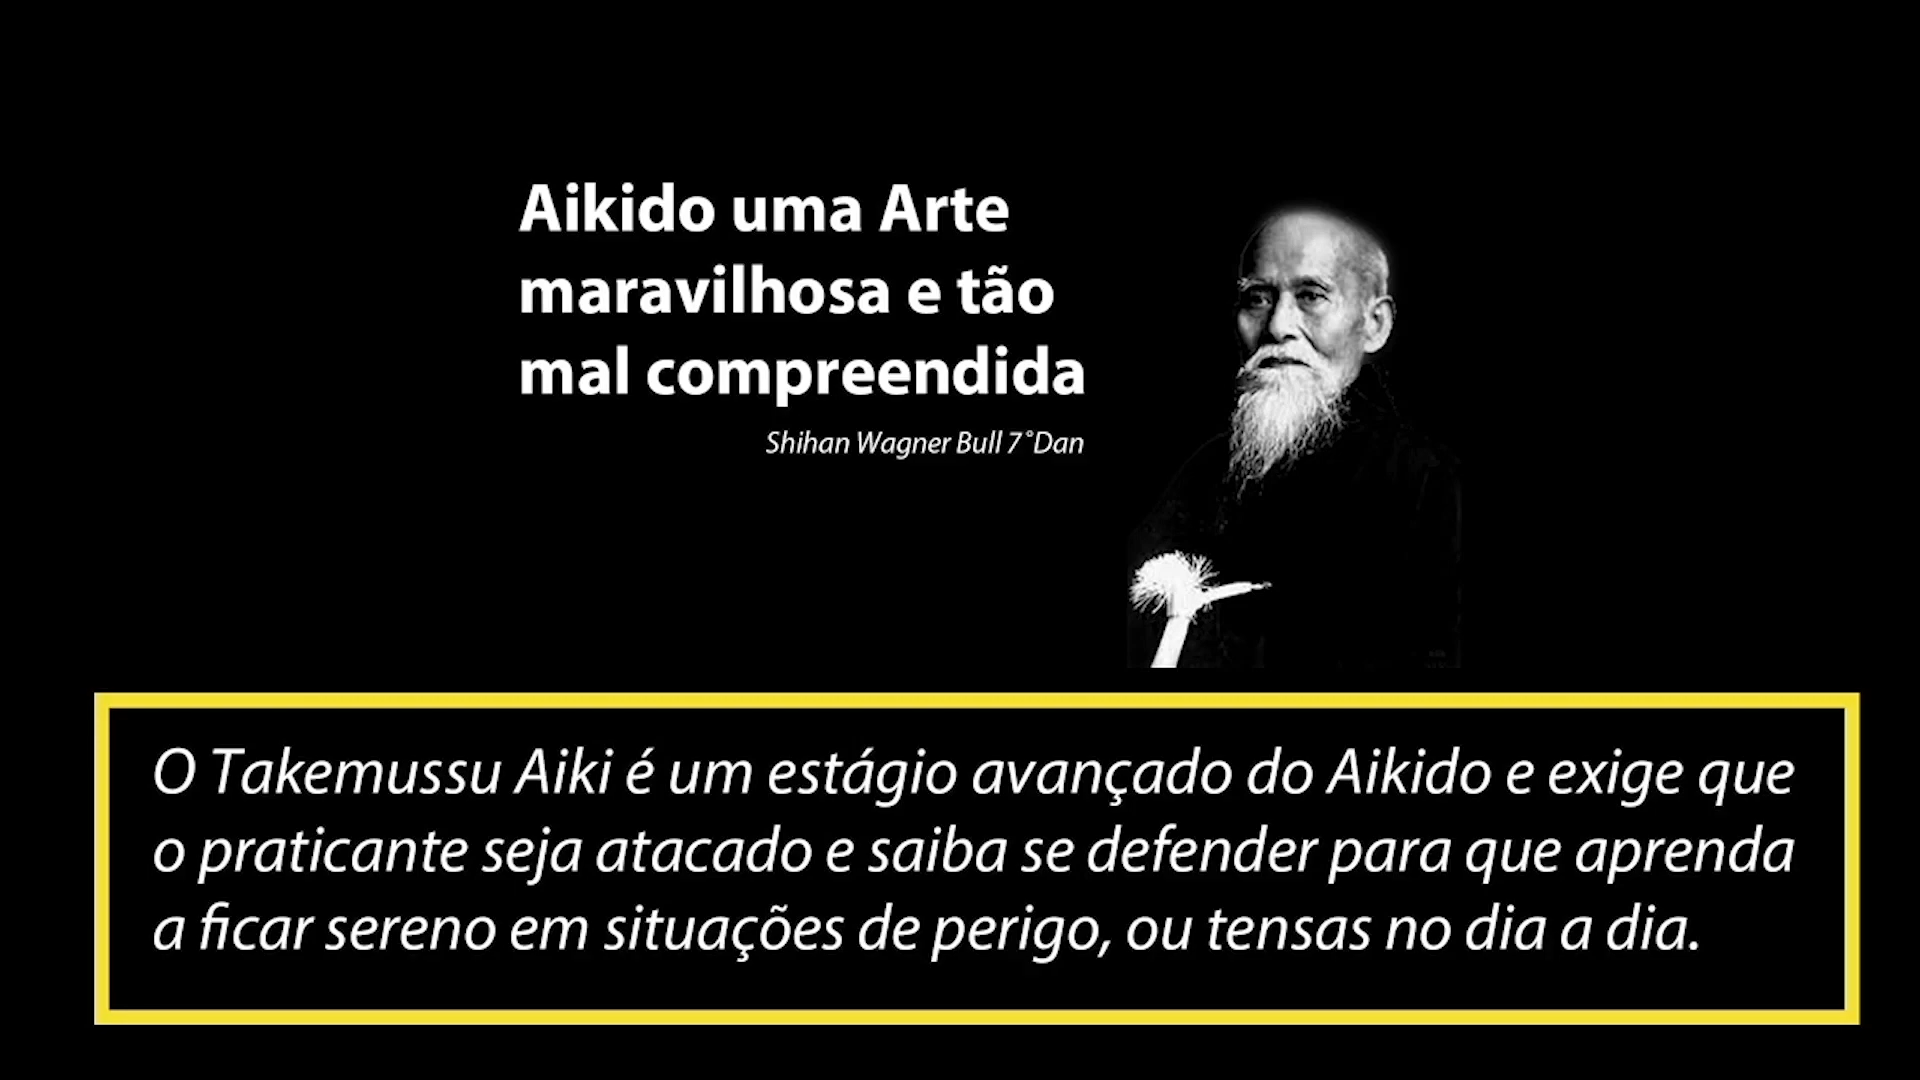 Aikido uma Arte
maravilhosa e tão
mal compreendida
Shihan Wagner Bull 7°Dan
O Takemussu Aiki é um estágio avançado do Aikido e exige que
o praticante seja atacado e saiba se defender para que aprenda
a ficar sereno em situações de perigo, ou tensas no dia a dia.